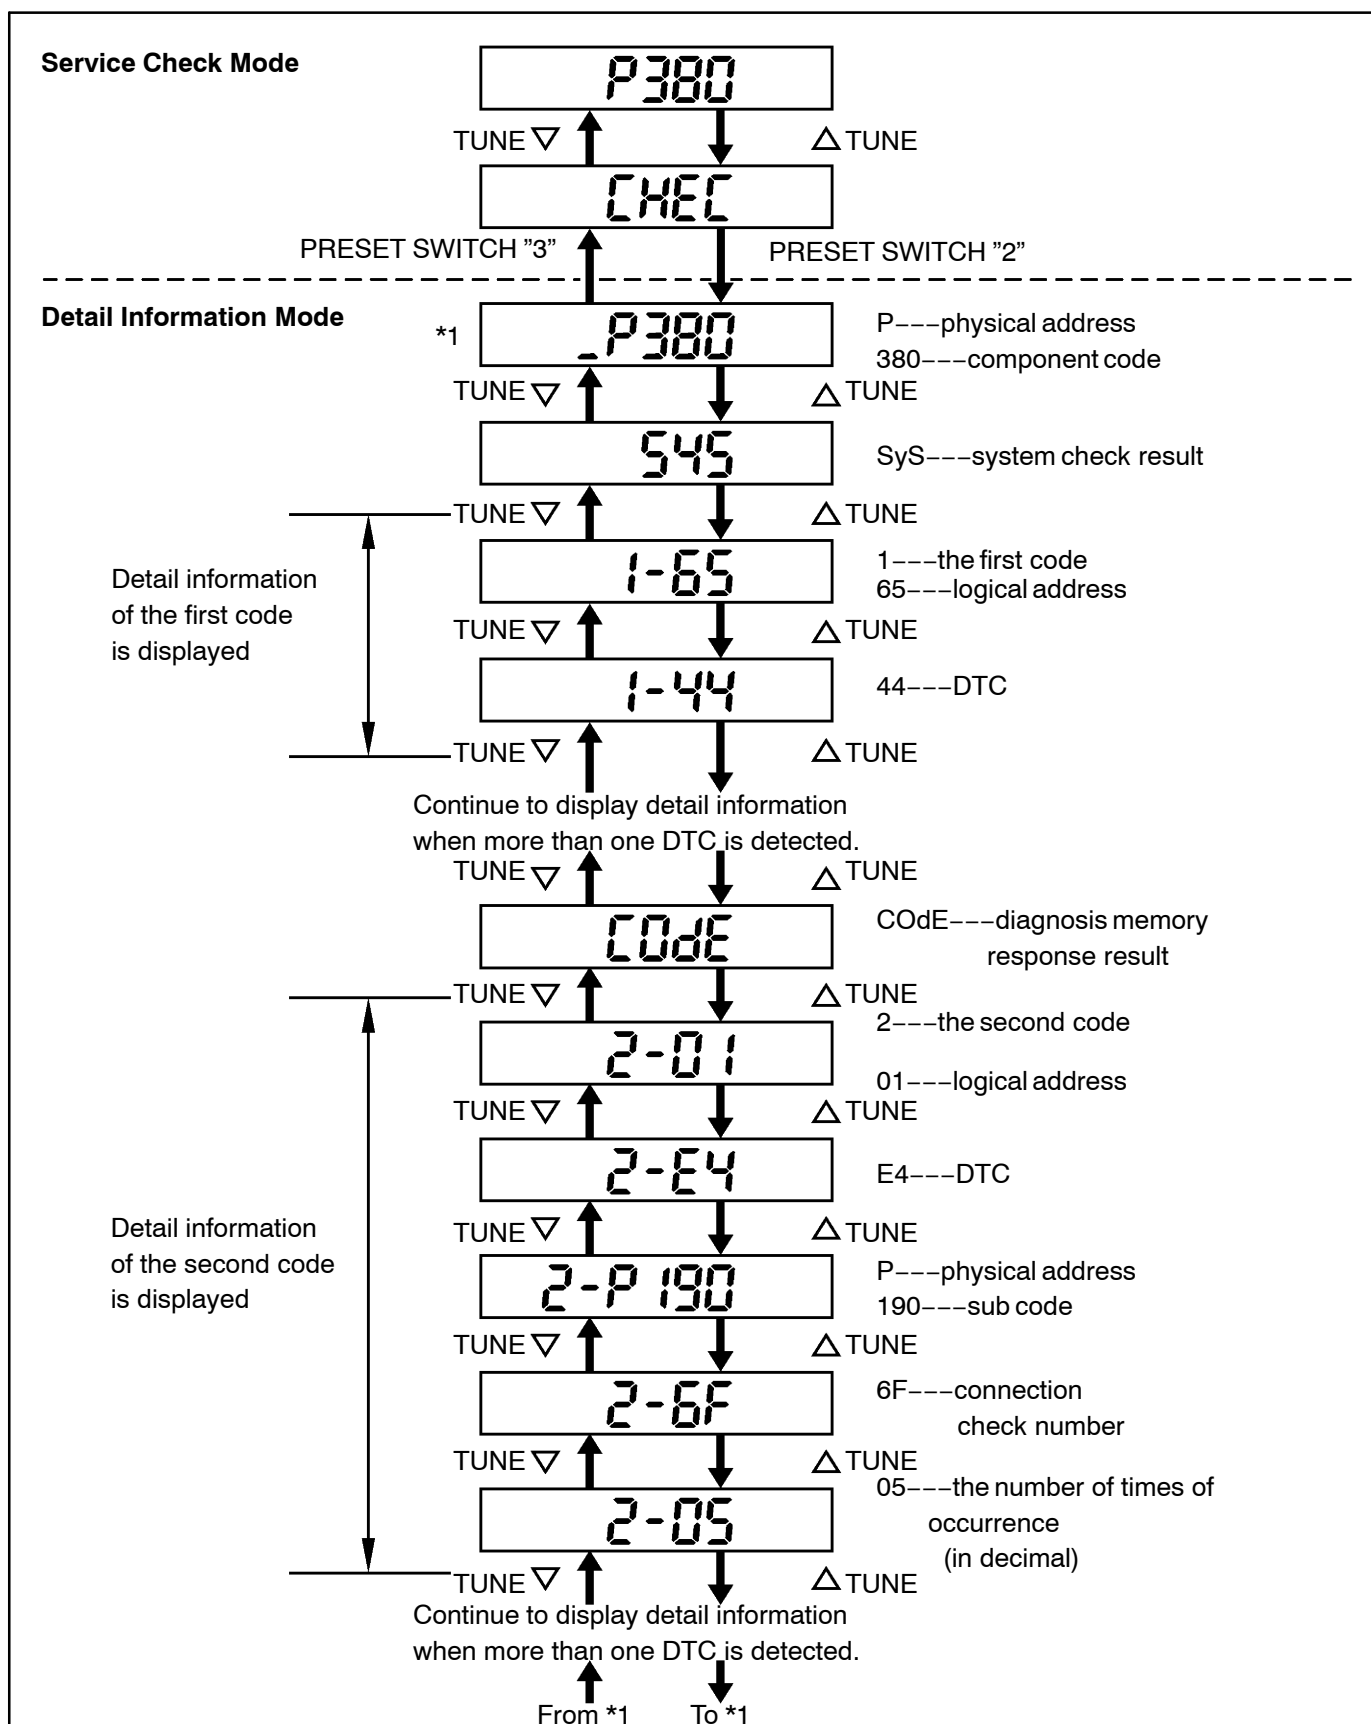 Service Check Mode
P380
TUNE ▽ △ TUNE
CHEC
PRESET SWITCH ”3” PRESET SWITCH ”2”
Detail Information Mode
*1 _P380
P---physical address
380---component code
TUNE ▽ △ TUNE
SYS
SyS---system check result
TUNE ▽ △ TUNE
Detail information
of the first code
is displayed
1-65
1---the first code
65---logical address
TUNE ▽ △ TUNE
1-44
44---DTC
TUNE ▽ △ TUNE
Continue to display detail information
when more than one DTC is detected.
TUNE ▽ △ TUNE
COdE
COdE---diagnosis memory
response result
TUNE ▽ △ TUNE
2-01
2---the second code
01---logical address
TUNE ▽ △ TUNE
2-E4
E4---DTC
TUNE ▽ △ TUNE
Detail information
of the second code
is displayed
2-P190
P---physical address
190---sub code
TUNE ▽ △ TUNE
2-6F
6F---connection
check number
TUNE ▽ △ TUNE
2-05
05---the number of times of
occurrence
(in decimal)
TUNE ▽ △ TUNE
Continue to display detail information
when more than one DTC is detected.
From *1 To *1